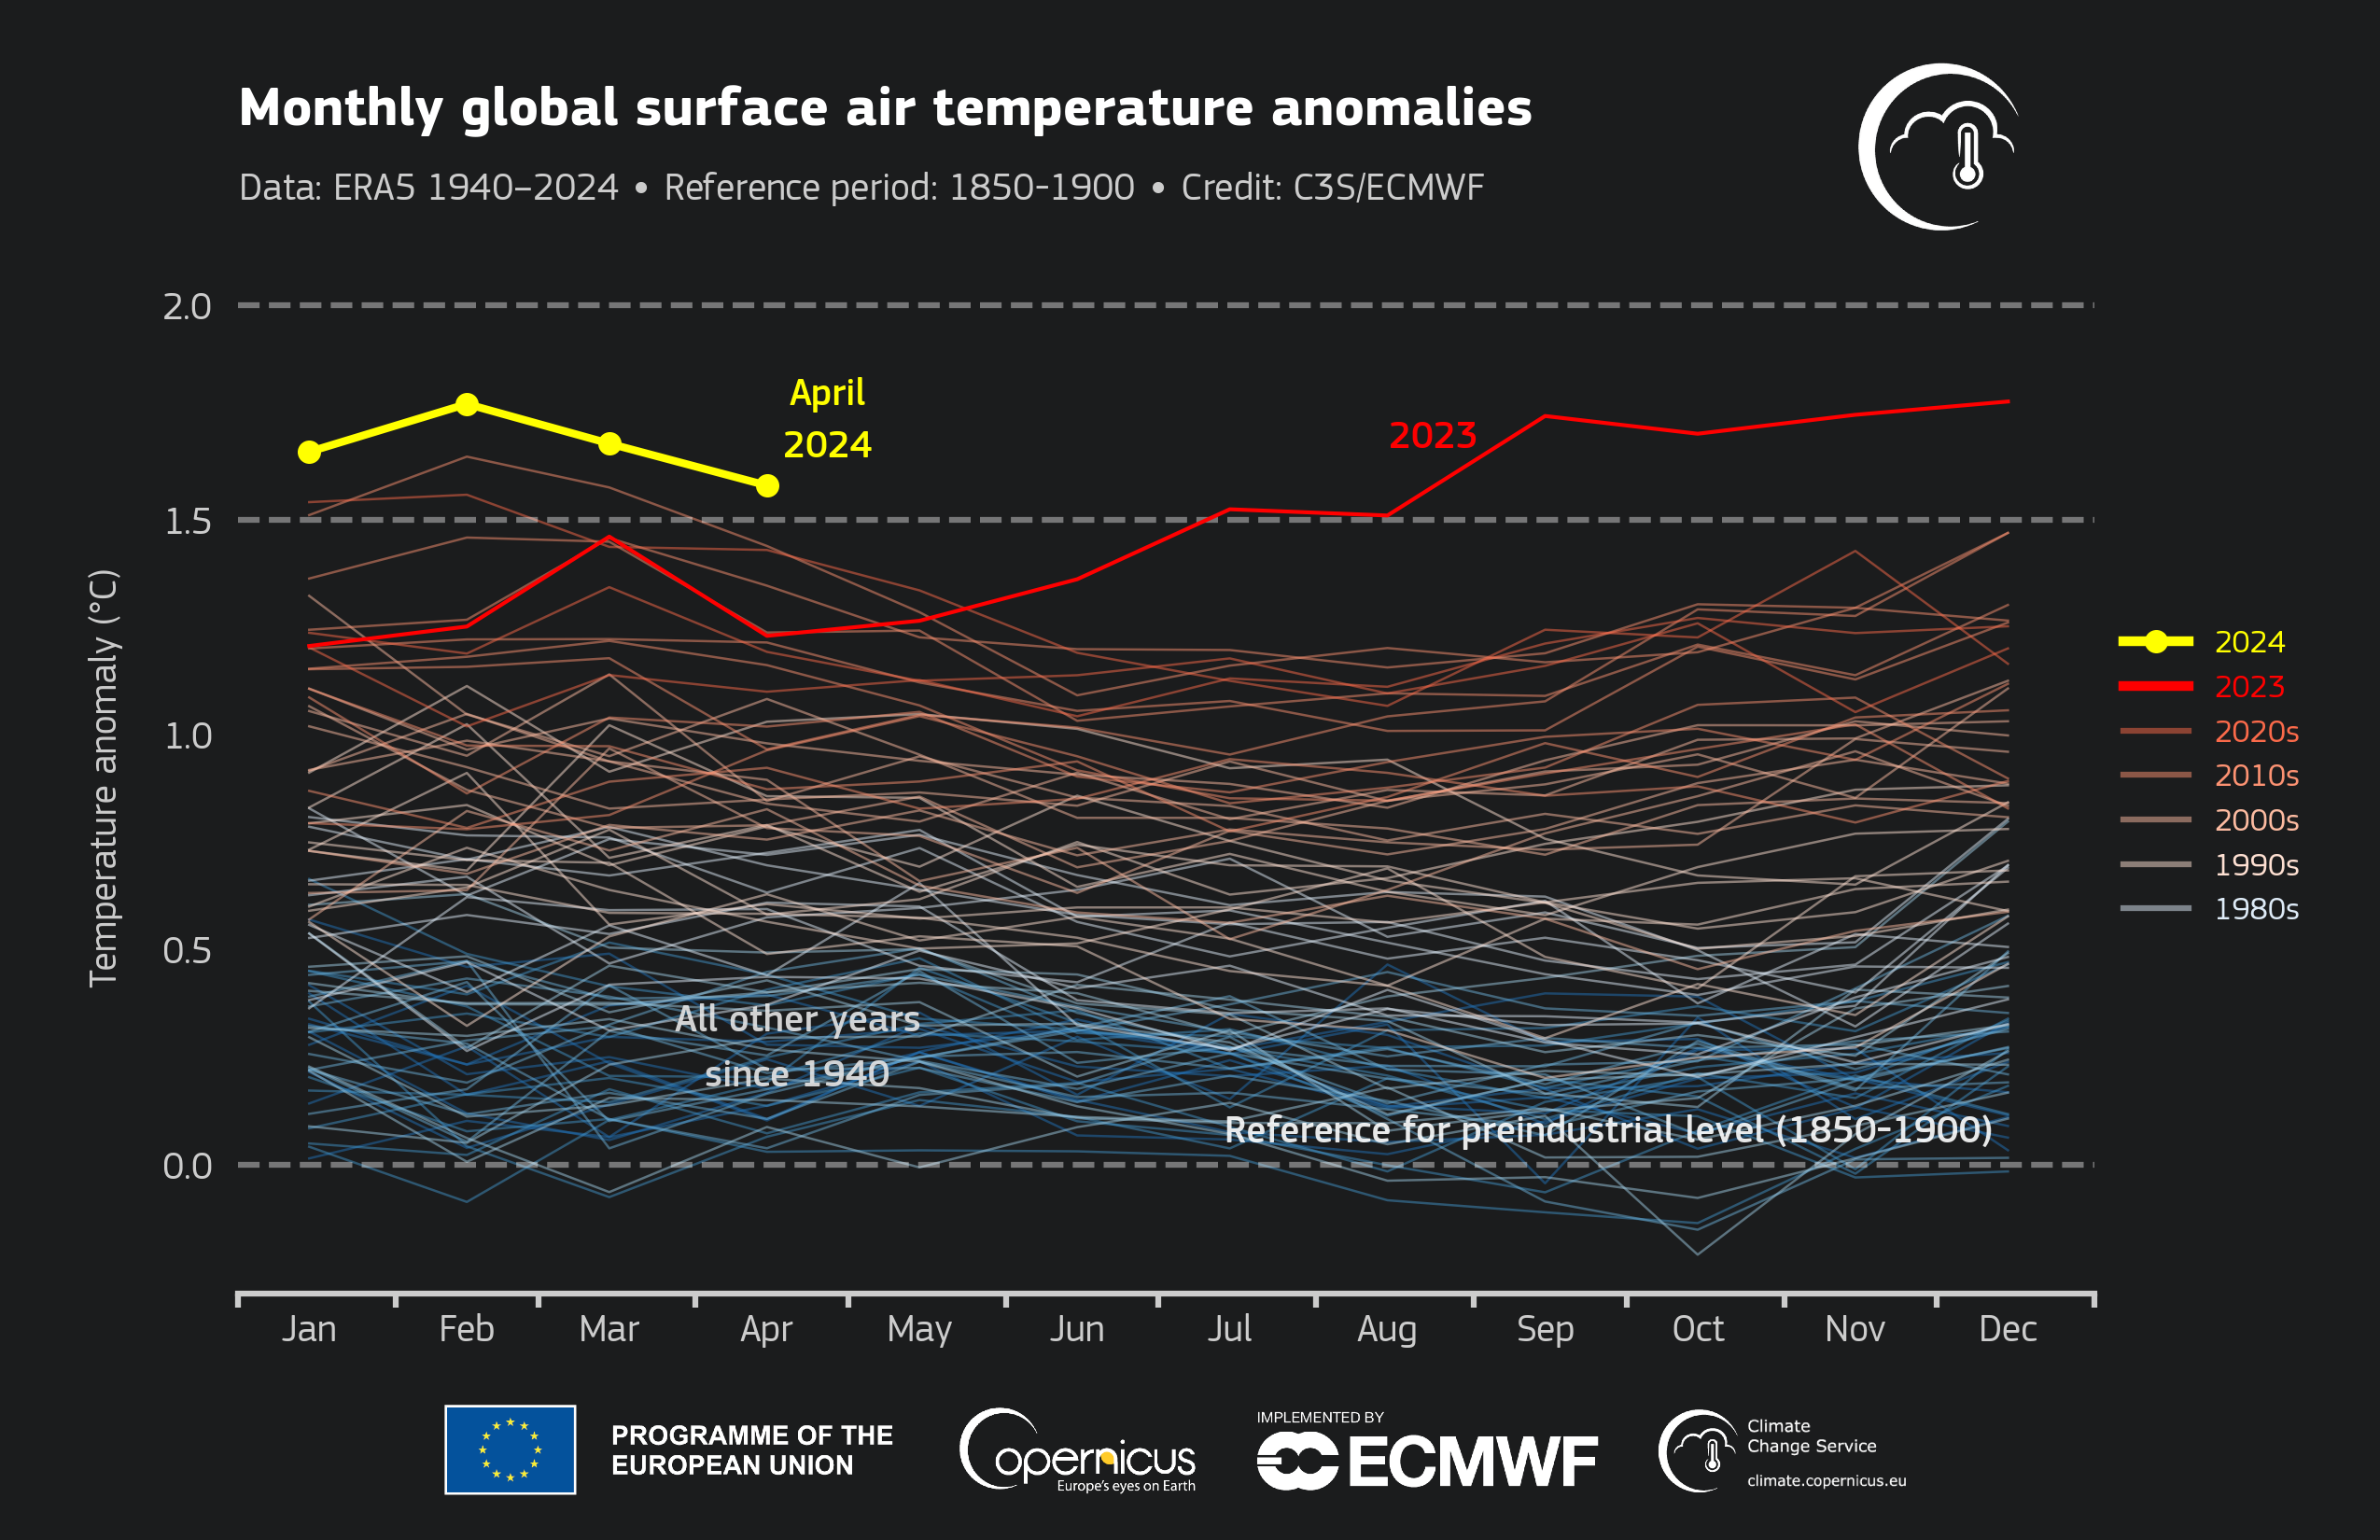 Monthly global surface air temperature anomalies
Data: ERA5 1940–2024 • Reference period: 1850-1900 • Credit: C3S/ECMWF
2.0
1.5
1.0
0.5
0.0
Temperature anomaly (°C)
April
2024
2023
All other years
since 1940
Reference for preindustrial level (1850-1900)
2024
2023
2020s
2010s
2000s
1990s
1980s
Jan Feb Mar Apr May Jun Jul Aug Sep Oct Nov Dec
PROGRAMME OF THE
EUROPEAN UNION
opernicus
Europe's eyes on Earth
IMPLEMENTED BY
ECMWF
Climate
Change Service
climate.copernicus.eu